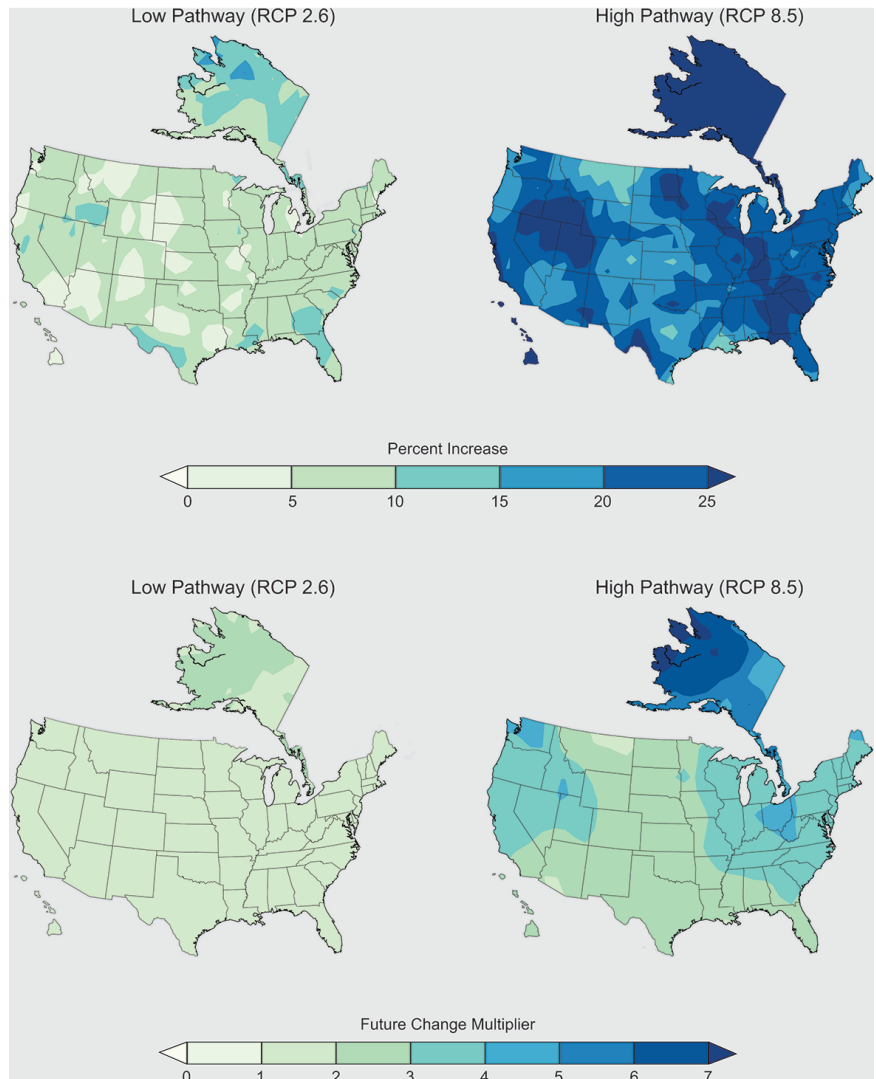 Low Pathway (RCP 2.6) High Pathway (RCP 8.5)
Percent Increase
0 5 10 15 20 25
Low Pathway (RCP 2.6) High Pathway (RCP 8.5)
Future Change Multiplier
0 1 2 3 4 5 6 7